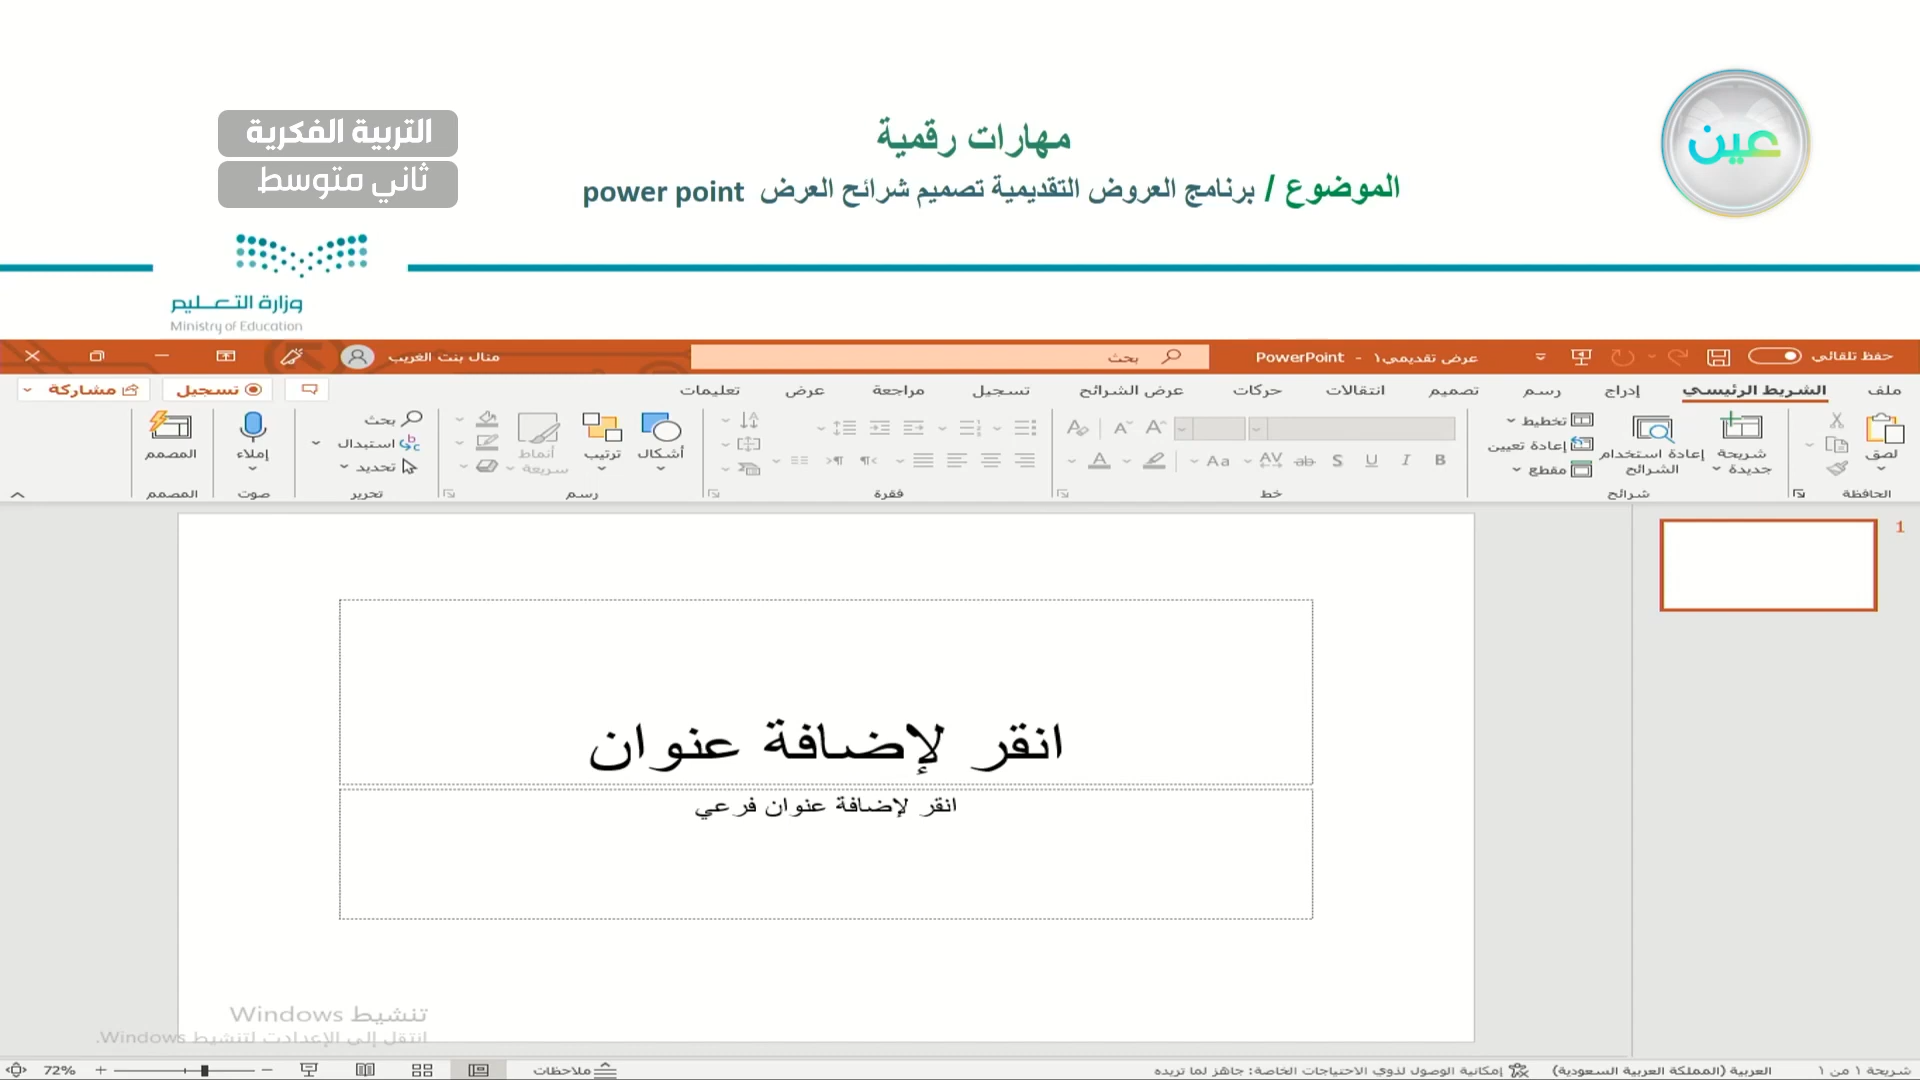 عين
مهارات رقمية
الموضوع / برنامج العروض التقديمية تصميم شرائح العرض power point
التربية الفكرية
ثاني متوسط
وزارة التعليم
Ministry of Education
حفظ تلقائي
عرض تقديمي١ - PowerPoint
بحث
منال بنت الغريب
ملف الشريط الرئيسي إدراج رسم تصميم انتقالات حركات عرض الشرائح تسجيل مراجعة عرض تعليمات
تسجيل
مشاركة
لصق
الحافظة
شريحة جديدة
إعادة استخدام الشرائح
تخطيط
إعادة تعيين
مقطع
شرائح
B I U S ab AV Aa A
خط
فقرة
أشكال
ترتيب
أنماط سريعة
رسم
بحث
استبدال
تحديد
تحرير
إملاء
صوت
المصمم
المصمم
1
انقر لإضافة عنوان
انقر لإضافة عنوان فرعي
تنشيط Windows
انتقل إلى الإعدادت لتنشيط Windows.
شريحة ١ من ١
العربية (المملكة العربية السعودية)
إمكانية الوصول لذوي الاحتياجات الخاصة: جاهز لما تريده
ملاحظات
72%